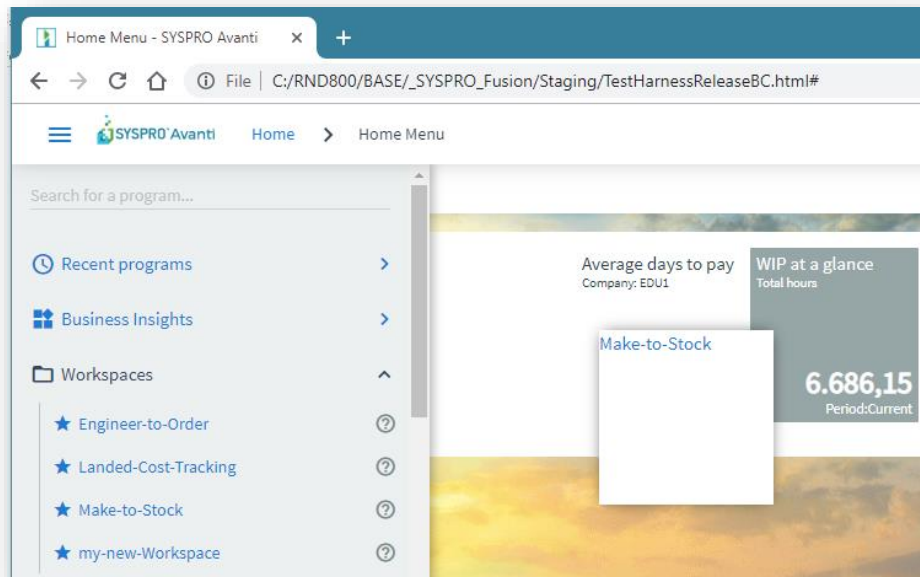 Home Menu - SYSPRO Avanti
File | C:/RND800/BASE/_SYSPRO_Fusion/Staging/TestHarnessReleaseBC.html#
SYSPRO Avanti Home > Home Menu
Search for a program...
Recent programs
Business Insights
Workspaces
Engineer-to-Order
Landed-Cost-Tracking
Make-to-Stock
my-new-Workspace
Average days to pay
Company: EDU1
WIP at a glance
Total hours
Make-to-Stock
6.686,15
Period:Current